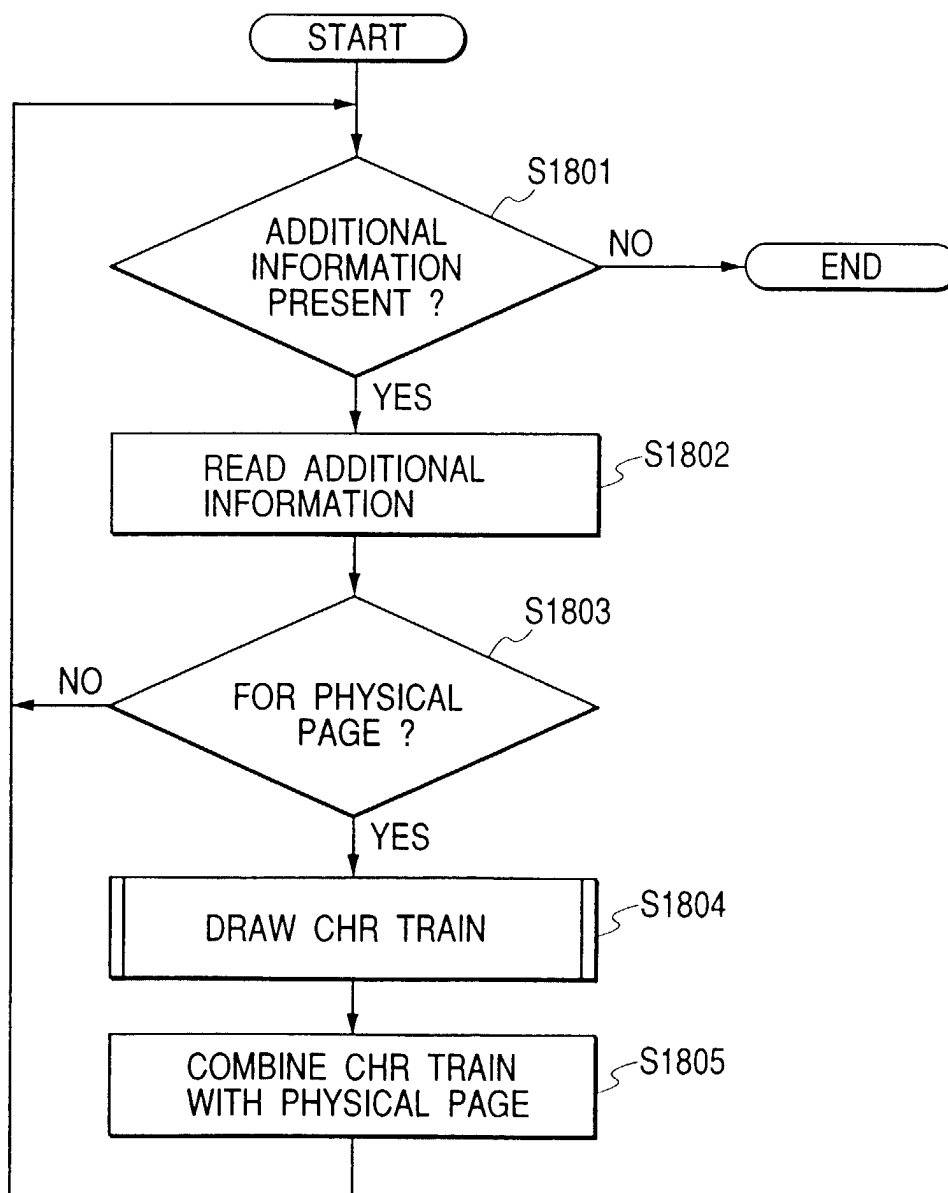 START
S1801
ADDITIONAL
INFORMATION
PRESENT ?
NO
END
YES
READ ADDITIONAL
INFORMATION
S1802
S1803
NO
FOR PHYSICAL
PAGE ?
YES
DRAW CHR TRAIN
S1804
COMBINE CHR TRAIN
WITH PHYSICAL PAGE
S1805